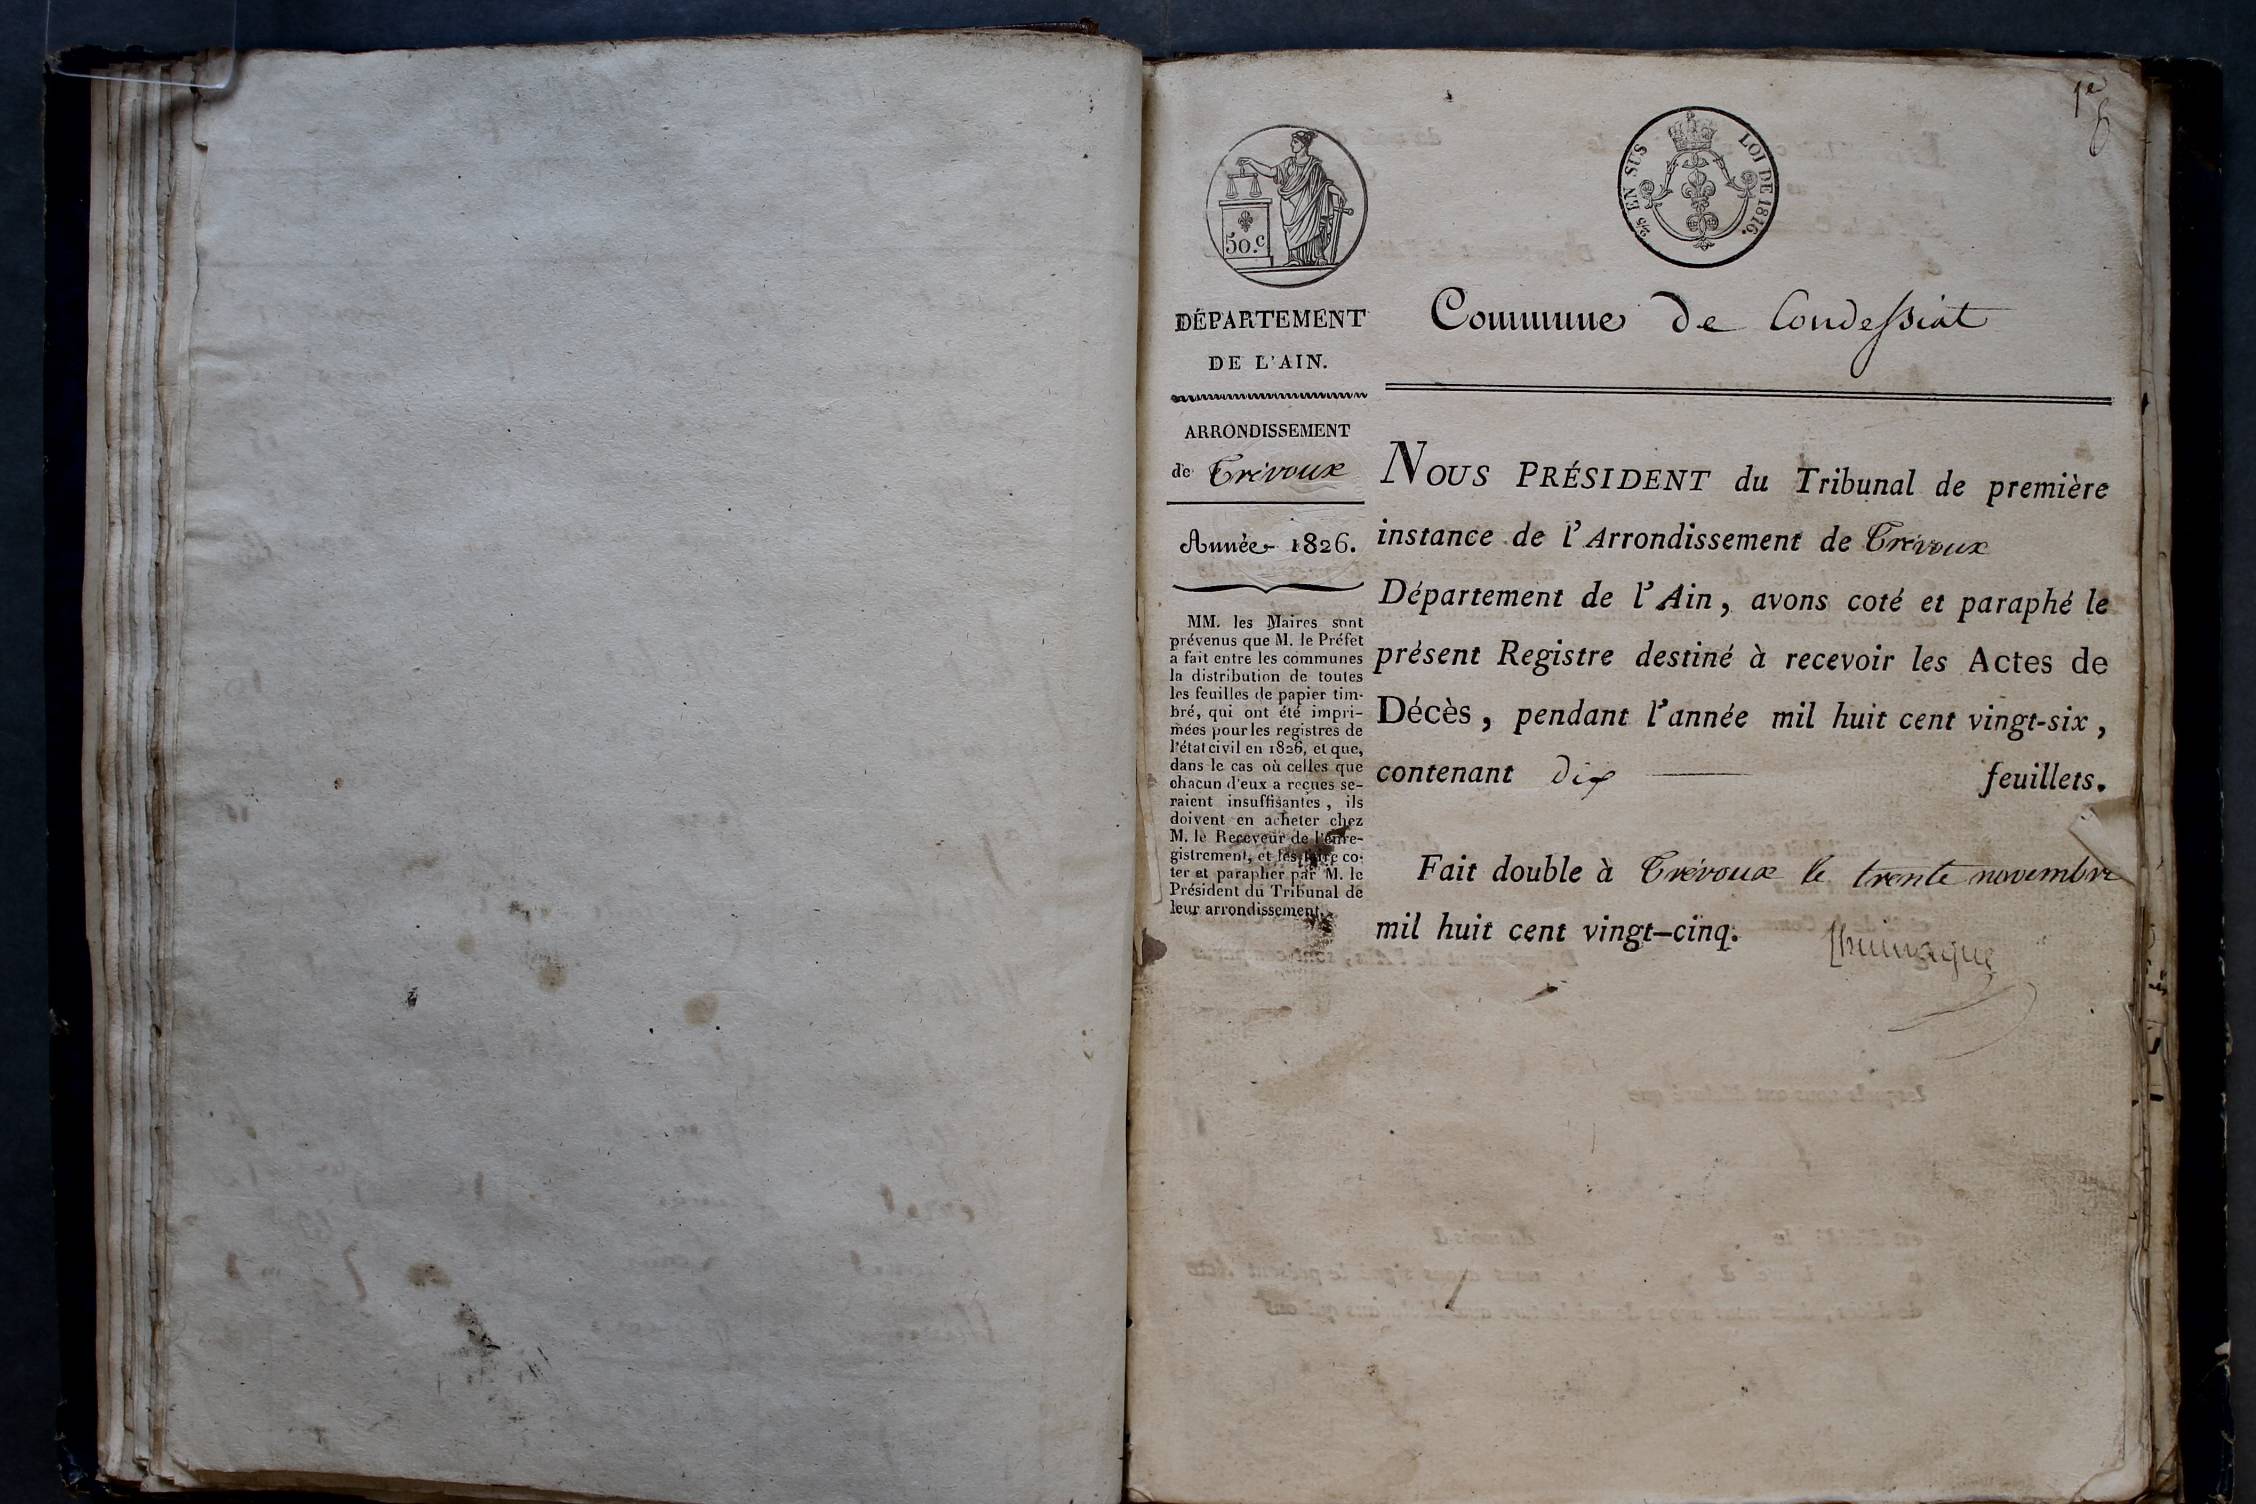 1e
50.c
2/5 EN SUS LOI DE 1816.
DÉPARTEMENT
DE L'AIN.
ARRONDISSEMENT
de Trévoux
Année 1826.
MM. les Maires sont
prévenus que M. le Préfet
a fait entre les communes
la distribution de toutes
les feuilles de papier tim-
bré, qui ont été impri-
mées pour les registres de
l'état civil en 1826, et que,
dans le cas où celles que
chacun d'eux a reçues se-
raient insuffisantes, ils
doivent en acheter chez
M. le Receveur de l'enre-
gistrement, et les faire co-
ter et parapher par M. le
Président du Tribunal de
leur arrondissement.
Commune de Condessiat
NOUS PRÉSIDENT du Tribunal de première
instance de l'Arrondissement de Trévoux
Département de l'Ain, avons coté et paraphé le
présent Registre destiné à recevoir les Actes de
Décès, pendant l'année mil huit cent vingt-six,
contenant dix feuillets.
Fait double à Trévoux le trente novembre
mil huit cent vingt-cinq.